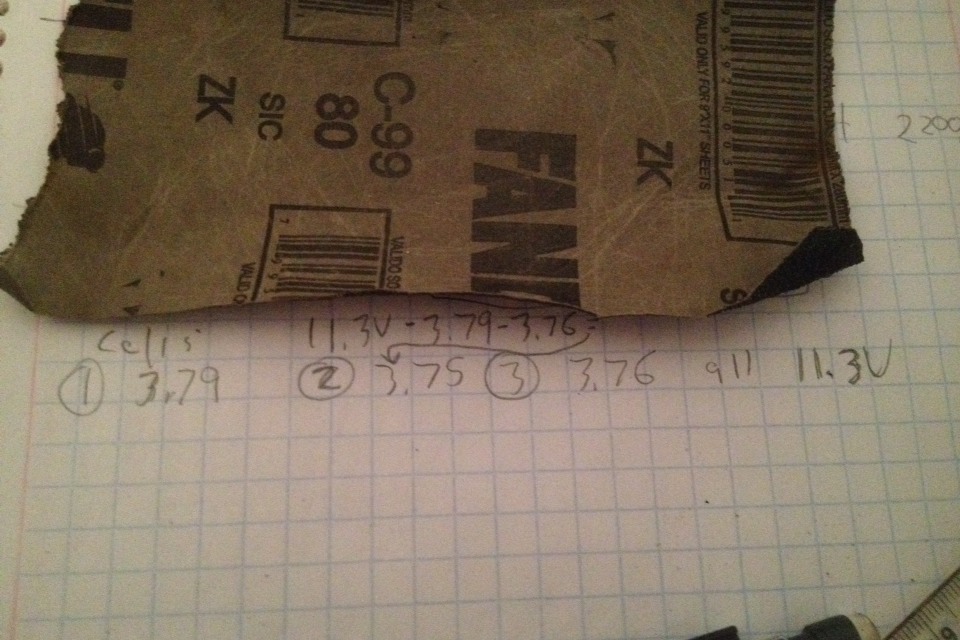 ZK
SIC
80
C-99
FAN
ZK
VALID ONLY FOR 9"X11" SHEETS
2200
Cells:
11.3V-3.79-3.76=
① 3.79 ② 3.75 ③ 3.76 all 11.3V